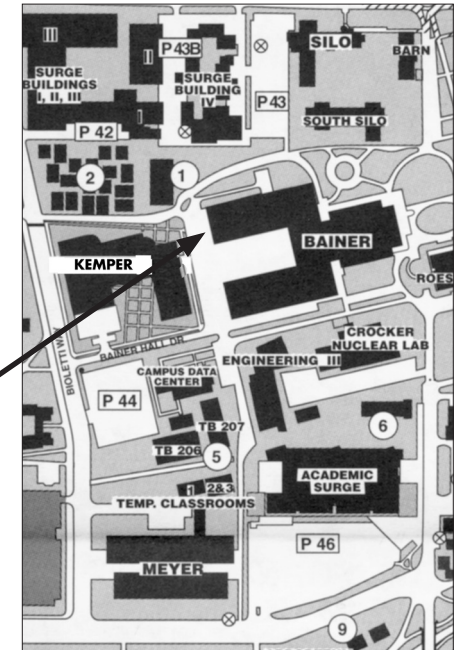 III
II
P 43B
SILO
BARN
SURGE
BUILDINGS
I, II, III
SURGE
BUILDING
IV
P 43
I
SOUTH SILO
P 42
2
1
BAINER
KEMPER
ROES
BIOLETTI WAY
BAINER HALL DR
CROCKER
NUCLEAR LAB
ENGINEERING III
CAMPUS DATA
CENTER
P 44
TB 207
6
TB 206
5
ACADEMIC
SURGE
1
2&3
TEMP. CLASSROOMS
P 46
MEYER
9